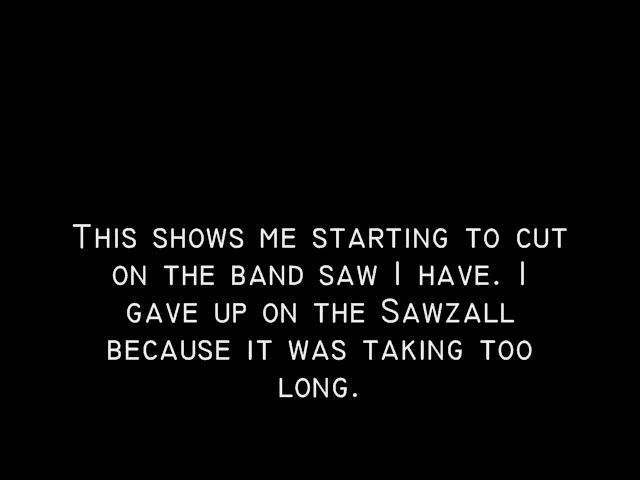 This shows me starting to cut
on the band saw I have. I
gave up on the Sawzall
because it was taking too
long.